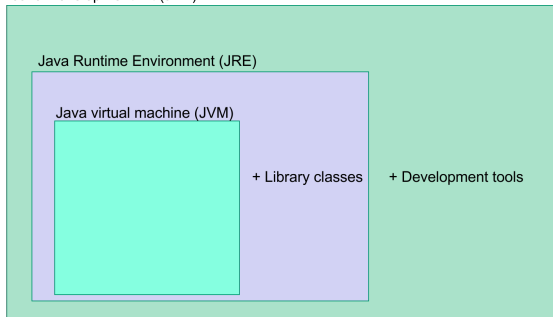 Java Runtime Environment (JRE)
Java virtual machine (JVM)
+ Library classes
+ Development tools